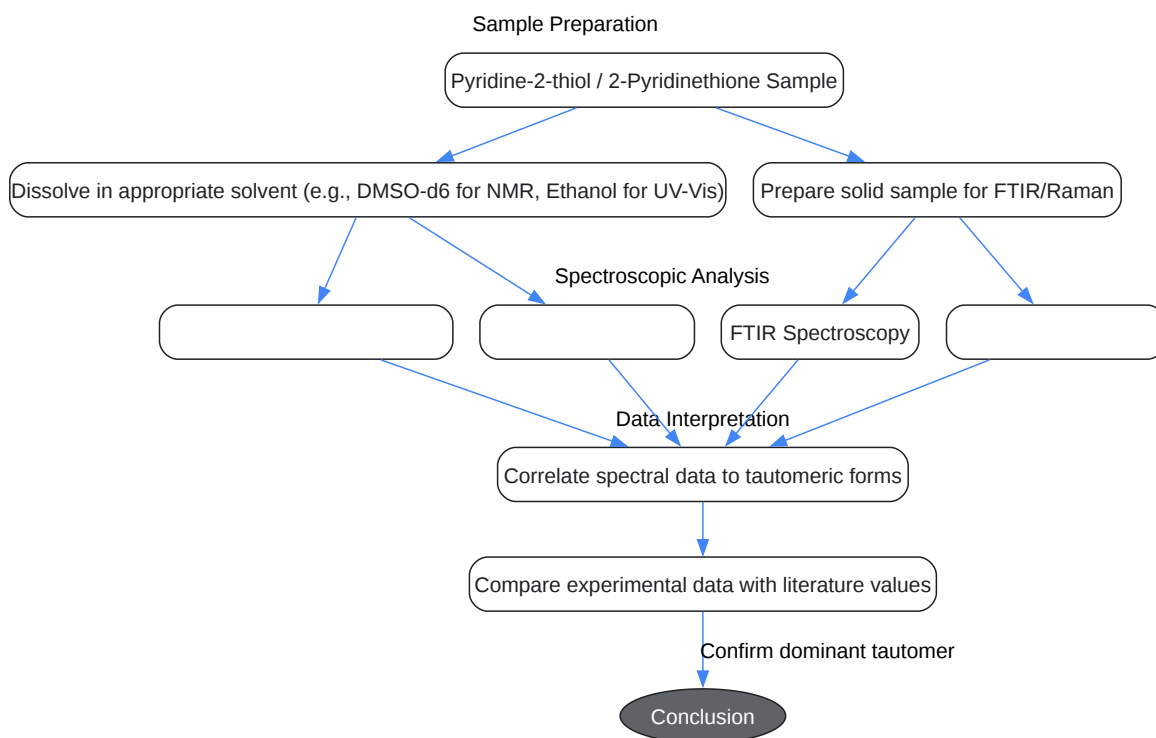 Sample Preparation
Pyridine-2-thiol / 2-Pyridinethione Sample
Dissolve in appropriate solvent (e.g., DMSO-d6 for NMR, Ethanol for UV-Vis)
Prepare solid sample for FTIR/Raman
Spectroscopic Analysis
FTIR Spectroscopy
Data Interpretation
Correlate spectral data to tautomeric forms
Compare experimental data with literature values
Confirm dominant tautomer
Conclusion